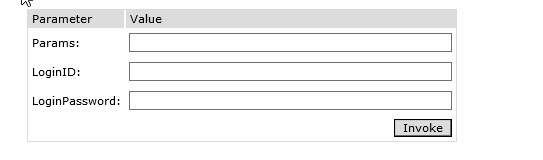 Parameter Value
Params:
LoginID:
LoginPassword:
Invoke